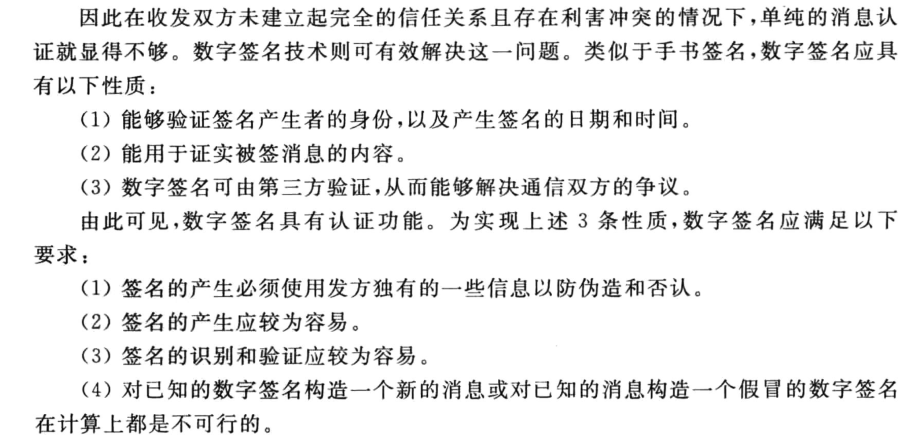 因此在收发双方未建立起完全的信任关系且存在利害冲突的情况下,单纯的消息认
证就显得不够。数字签名技术则可有效解决这一问题。类似于手书签名,数字签名应具
有以下性质:
(1) 能够验证签名产生者的身份,以及产生签名的日期和时间。
(2) 能用于证实被签消息的内容。
(3) 数字签名可由第三方验证,从而能够解决通信双方的争议。
由此可见,数字签名具有认证功能。为实现上述 3 条性质,数字签名应满足以下
要求:
(1) 签名的产生必须使用发方独有的一些信息以防伪造和否认。
(2) 签名的产生应较为容易。
(3) 签名的识别和验证应较为容易。
(4) 对已知的数字签名构造一个新的消息或对已知的消息构造一个假冒的数字签名
在计算上都是不可行的。